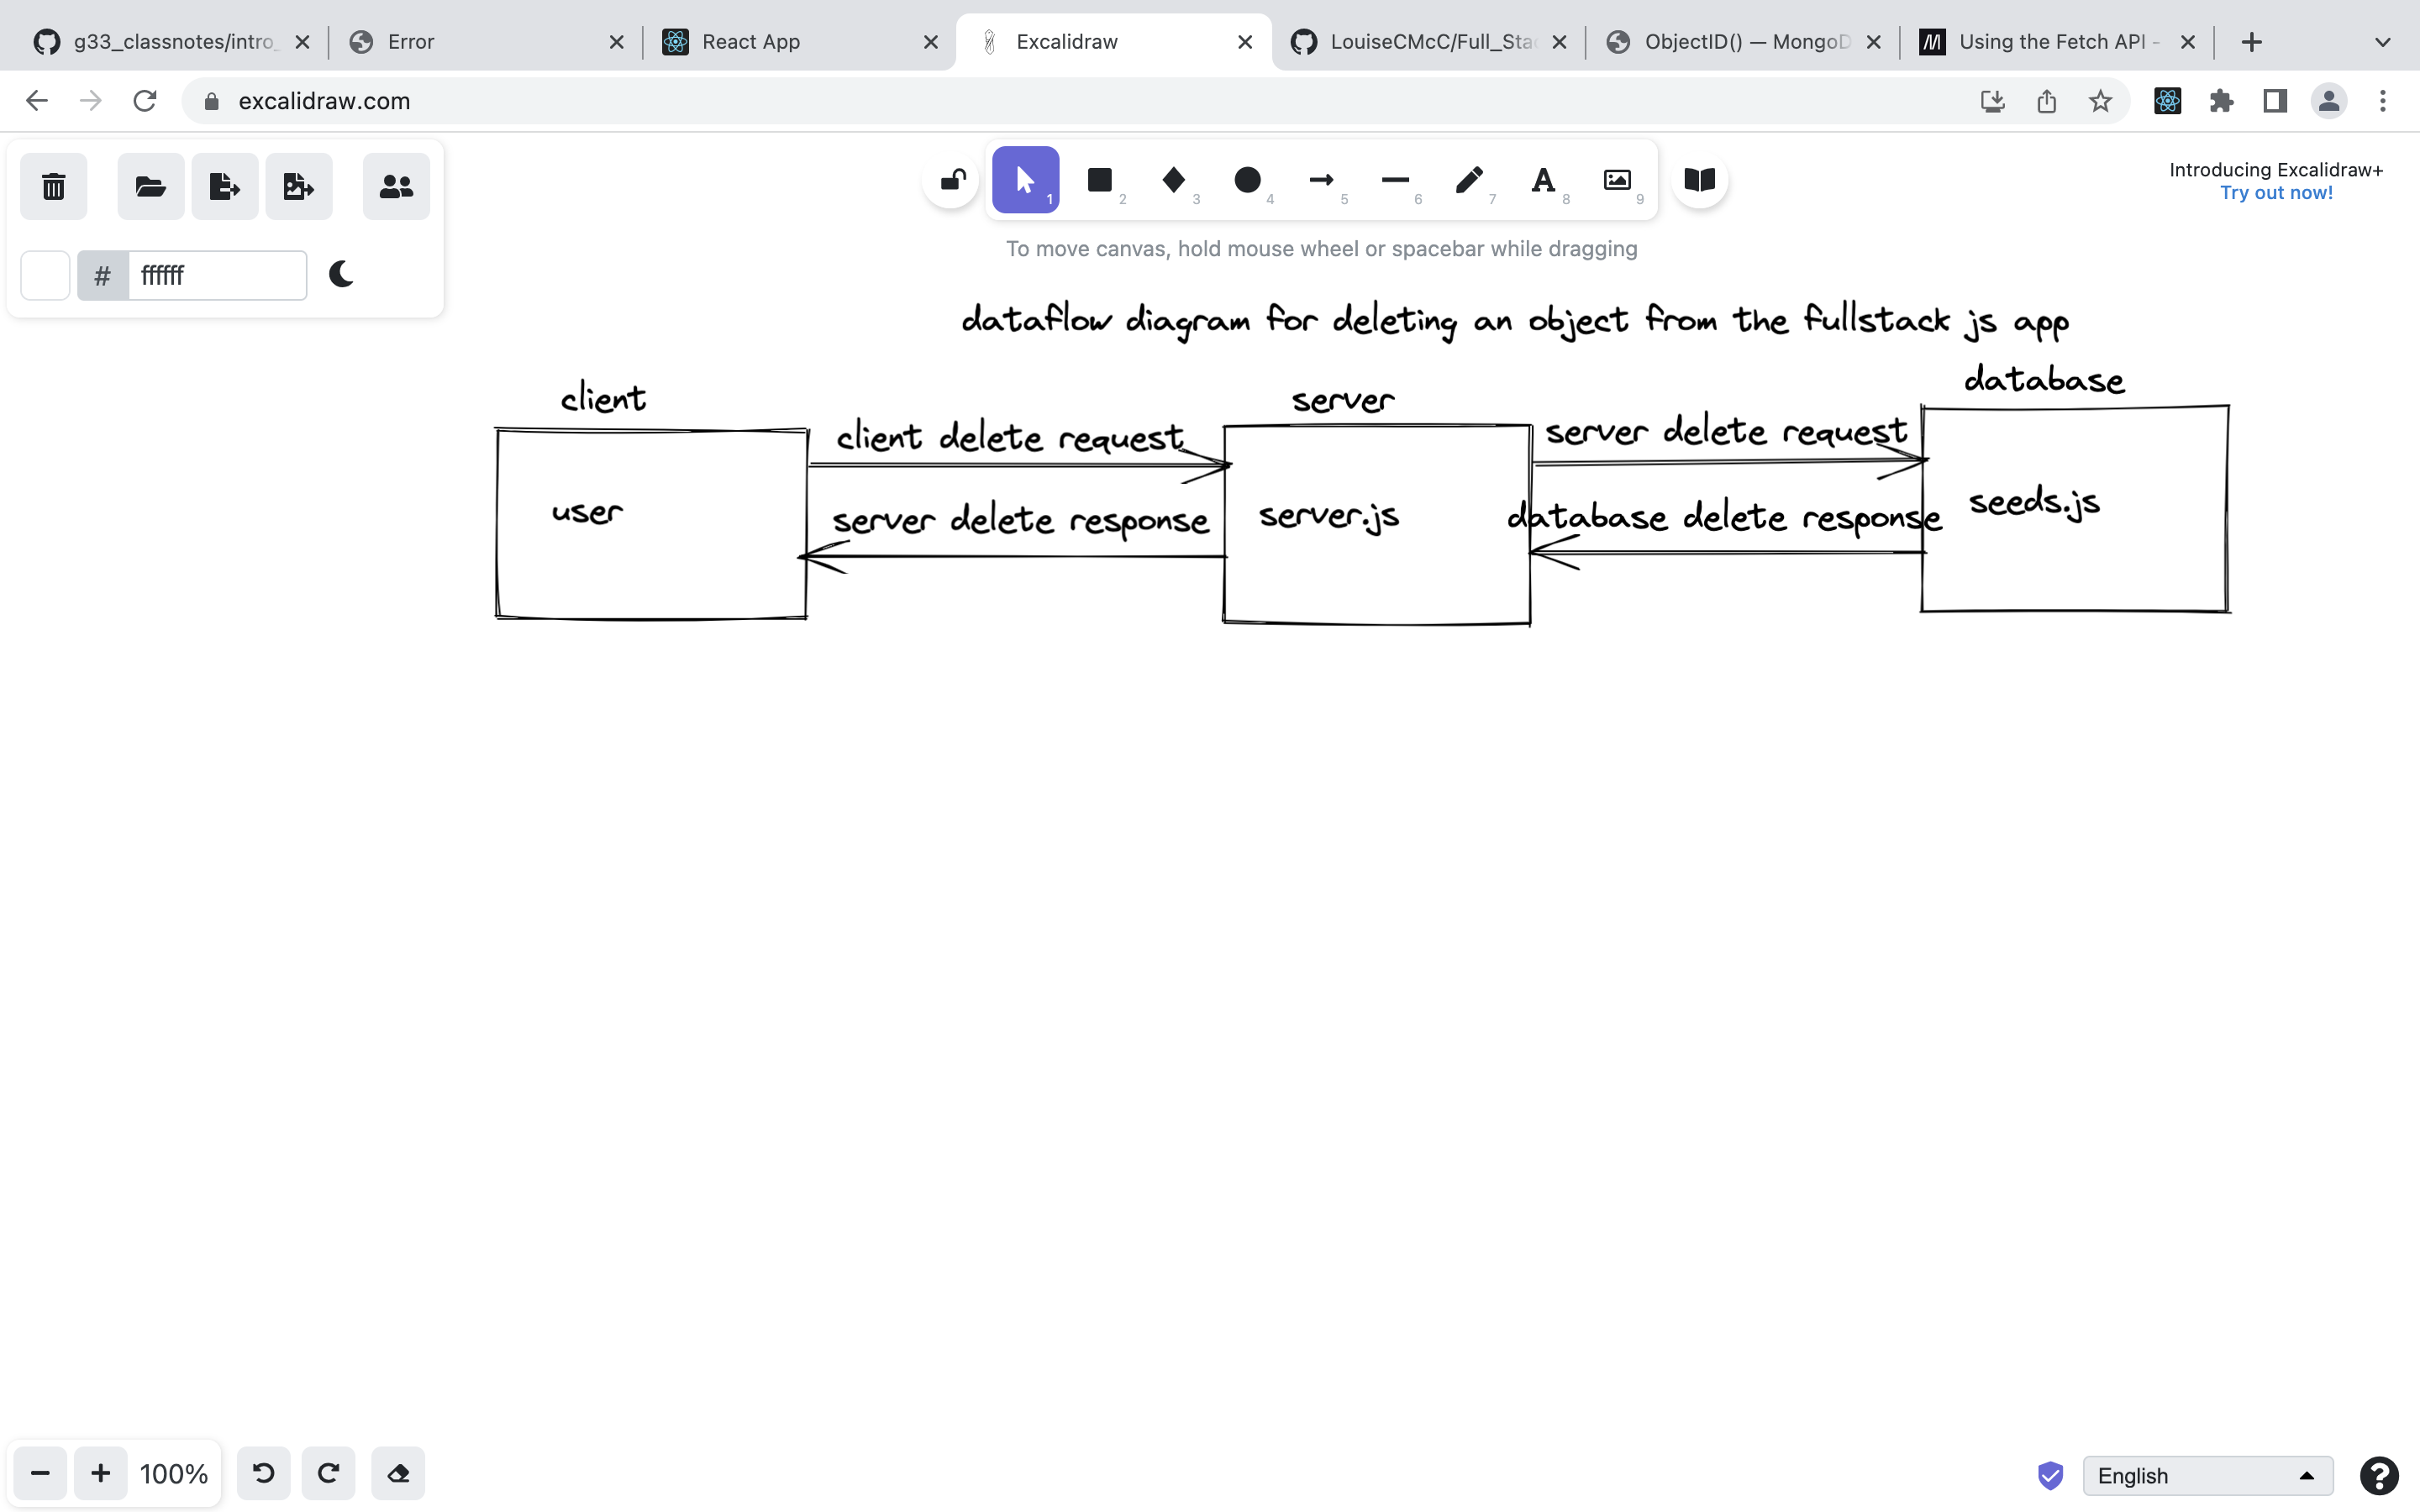 g33_classnotes/intro_
Error
React App
Excalidraw
LouiseCMcC/Full_Stac
ObjectID() — MongoD
Using the Fetch API -
excalidraw.com
1
2
3
4
5
6
7
A
8
9
Introducing Excalidraw+
Try out now!
# ffffff
To move canvas, hold mouse wheel or spacebar while dragging
dataflow diagram for deleting an object from the fullstack js app
client
server
database
client delete request
server delete request
user
server delete response
server.js
database delete response
seeds.js
100%
English
?